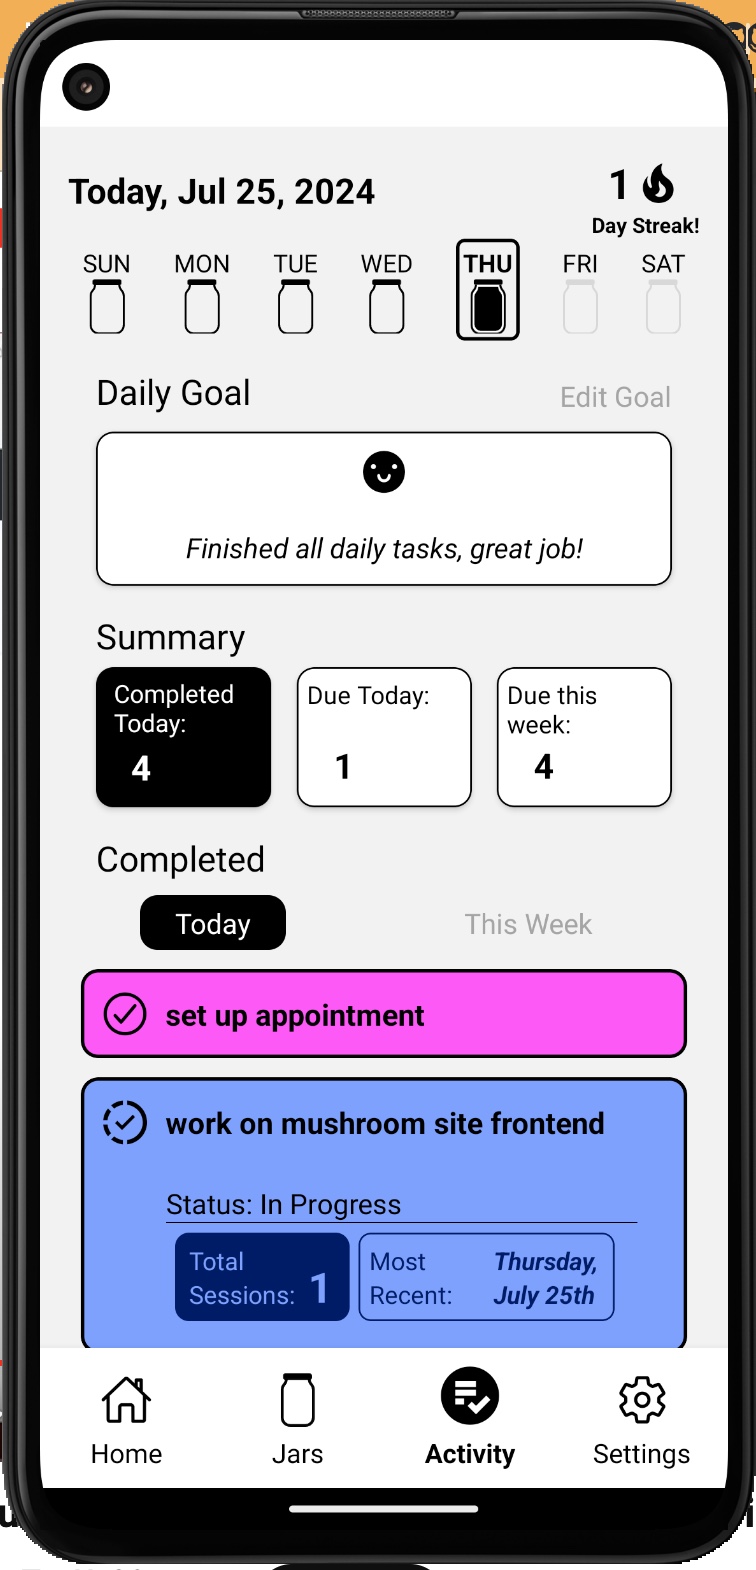 Today, Jul 25, 2024
1
Day Streak!
SUN MON TUE WED THU FRI SAT
Daily Goal
Edit Goal
Finished all daily tasks, great job!
Summary
Completed
Today:
4
Due Today:
1
Due this
week:
4
Completed
Today
This Week
set up appointment
work on mushroom site frontend
Status: In Progress
Total
Sessions: 1
Most
Recent:
Thursday,
July 25th
Home
Jars
Activity
Settings